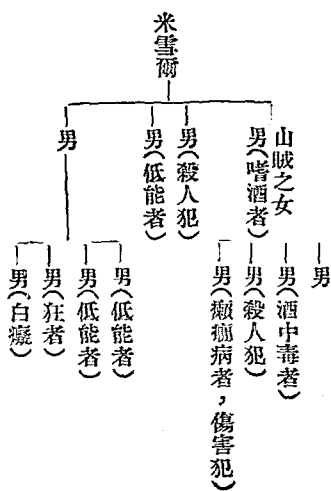 米雪爾
山賊之女
男(嗜酒者)
男(殺人犯)
男(低能者)
男
男
男(酒中毒者)
男(殺人犯)
男(癲癇病者,傷害犯)
男(低能者)
男(低能者)
男(狂者)
男(白癡)